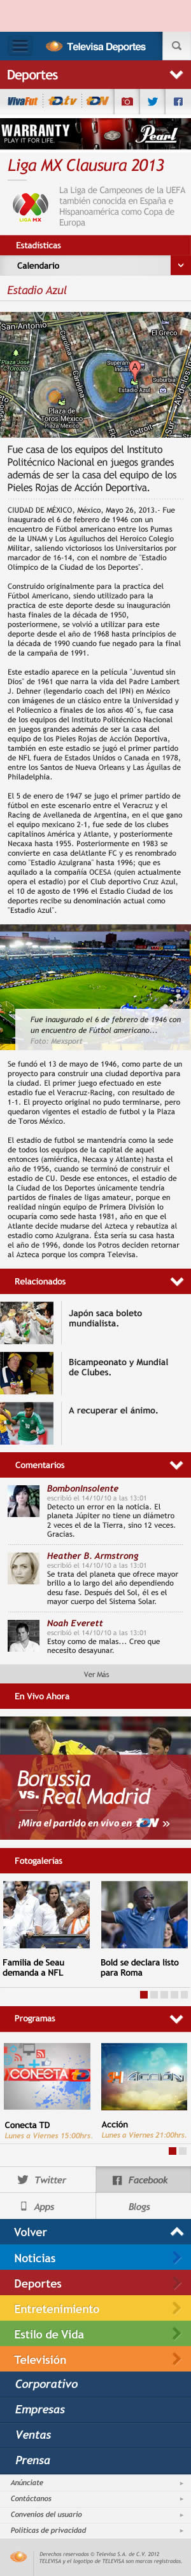 Televisa Deportes
Deportes
VivaFut
TDtv
TDN
WARRANTY
PLAY IT FOR LIFE.
Pearl
Liga MX Clausura 2013
LIGA MX
La Liga de Campeones de la UEFA
también conocida en España e
Hispanoamérica como Copa de
Europa
Estadísticas
Calendario
Estadio Azul
San-Antonio
Plaza José
Orozco
El Greco
Carolina
A
Estadio Azul
Plaza de
Toros México
Plaza México
Detroit
Fue casa de los equipos del Instituto
Politécnico Nacional en juegos grandes
además de ser la casa del equipo de los
Pieles Rojas de Acción Deportiva.
CIUDAD DE MÉXICO, México, Mayo 26, 2013.- Fue
inaugurado el 6 de febrero de 1946 con un
encuentro de Fútbol americano entre los Pumas
de la UNAM y Los Aguiluchos del Heroico Colegio
Militar, saliendo victoriosos los Universitarios por
marcador de 16-14, con el nombre de "Estadio
Olímpico de la Ciudad de los Deportes".
Construido originalmente para la practica del
Fútbol Americano, siendo utilizado para la
practica de este deporte desde su inauguración
hasta finales de la década de 1950,
posteriormente, se volvió a utilizar para este
deporte desde el año de 1968 hasta principios de
la década de 1990 cuando fue negado para la final
de la campaña de 1991.
Este estadio aparece en la película "Juventud sin
Dios" de 1961 que narra la vida del Padre Lambert
J. Dehner (legendario coach del IPN) en México
con imágenes de un clásico entre la Universidad y
el Poliecnico a finales de los años 40´s, fue casa
de los equipos del Instituto Politécnico Nacional
en juegos grandes además de ser la casa del
equipo de los Pieles Rojas de Acción Deportiva,
también en este estadio se jugó el primer partido
de NFL fuera de Estados Unidos o Canada en 1978,
entre los Santos de Nueva Orleans y Las Águilas de
Philadelphia.
El 5 de enero de 1947 se jugo el primer partido de
fútbol en este escenario entre el Veracruz y el
Racing de Avellaneda de Argentina, en el que gano
el equipo mexicano 2-1, fue sede de los clubes
capitalinos América y Atlante, y posteriormente
Necaxa hasta 1955. Posteriormente en 1983 se
convierte en casa delAtlante FC y es renombrado
como "Estadio Azulgrana" hasta 1996; que es
aquilado a la compañía OCESA (quien actualmente
opera el estadio) por el Club deportivo Cruz Azul,
el 10 de agosto de 1996 el Estadio Ciudad de los
deportes recibe su denominación actual como:
"Estadio Azul".
Fue inaugurado el 6 de febrero de 1946 con
un encuentro de Fútbol americano...
Foto: Mexsport
Se fundó el 13 de mayo de 1946, como parte de un
proyecto para construir una ciudad deportiva para
la ciudad. El primer juego efectuado en este
estadio fue el Veracruz-Racing, con resultado de
1-1. El proyecto original no pudo terminarse, pero
quedaron vigentes el estadio de futbol y la Plaza
de Toros México.
El estadio de futbol se mantendría como la sede
de todos los equipos de la capital de aquel
entonces (américa, Necaxa y Atlante) hasta el
año de 1956, cuando se terminó de construir el
estadio de CU. Desde ese entonces, el estadio de
la Ciudad de Los Deportes únicamente tendría
partidos de finales de liga amateur, porque en
realidad ningún equipo de Primera División lo
ocuparía como sede hasta 1981, año en que el
Atlante decide mudarse del Azteca y rebautiza al
estadio como Azulgrana. Ésta sería su casa hasta
el año de 1996, donde los Potros deciden retornar
al Azteca porque los compra Televisa.
Relacionados
Japón saca boleto
mundialista.
Bicampeonato y Mundial
de Clubes.
A recuperar el ánimo.
Comentarios
BombonInsolente
escribió el 14/10/10 a las 13:01
Detecto un error en la notícia. El
planeta Júpiter no tiene un diámetro
2 veces el de la Tierra, sino 12 veces.
Gracias.
Heather B. Armstrong
escribió el 14/10/10 a las 13:01
Se trata del planeta que ofrece mayor
brillo a lo largo del año dependiendo
desu fase. Después del Sol, él es el
mayor cuerpo del Sistema Solar.
Noah Everett
escribió el 14/10/10 a las 13:01
Estoy como de malas... Creo que
necesito desayunar.
Ver Más
En Vivo Ahora
Borussia
vs. Real Madrid
¡Mira el partido en vivo en TDN »
Fotogalerías
Familia de Seau
demanda a NFL
Bold se declara listo
para Roma
Programas
CONECTA
acción
Conecta TD
Lunes a Viernes 15:00hrs.
Acción
Lunes a Viernes 21:00hrs.
Twitter
Facebook
Apps
Blogs
Volver
Noticias
Deportes
Entretenimiento
Estilo de Vida
Televisión
Corporativo
Empresas
Ventas
Prensa
Anúnciate
Contáctanos
Convenios del usuario
Políticas de privacidad
Derechos reservados © Televisa S.A. de C.V. 2012
TELEVISA y el logotipo de TELEVISA son marcas registradas.